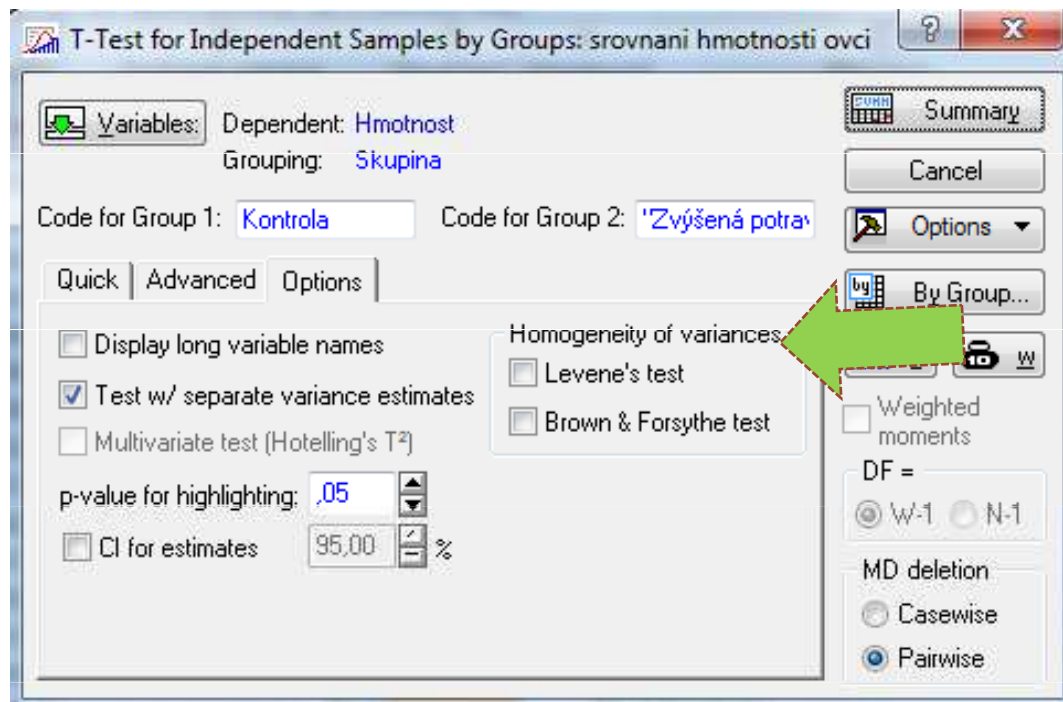 T-Test for Independent Samples by Groups: srovnani hmotnosti ovci
Variables: Dependent: Hmotnost
Grouping: Skupina
Code for Group 1: Kontrola Code for Group 2: "Zvýšená potrav
Quick Advanced Options
Display long variable names
Test w/ separate variance estimates
Multivariate test (Hotelling's T²)
p-value for highlighting: ,05
CI for estimates 95,00 %
Homogeneity of variances
Levene's test
Brown & Forsythe test
Summary
Cancel
Options
By Group...
w
Weighted
moments
DF =
W-1 N-1
MD deletion
Casewise
Pairwise